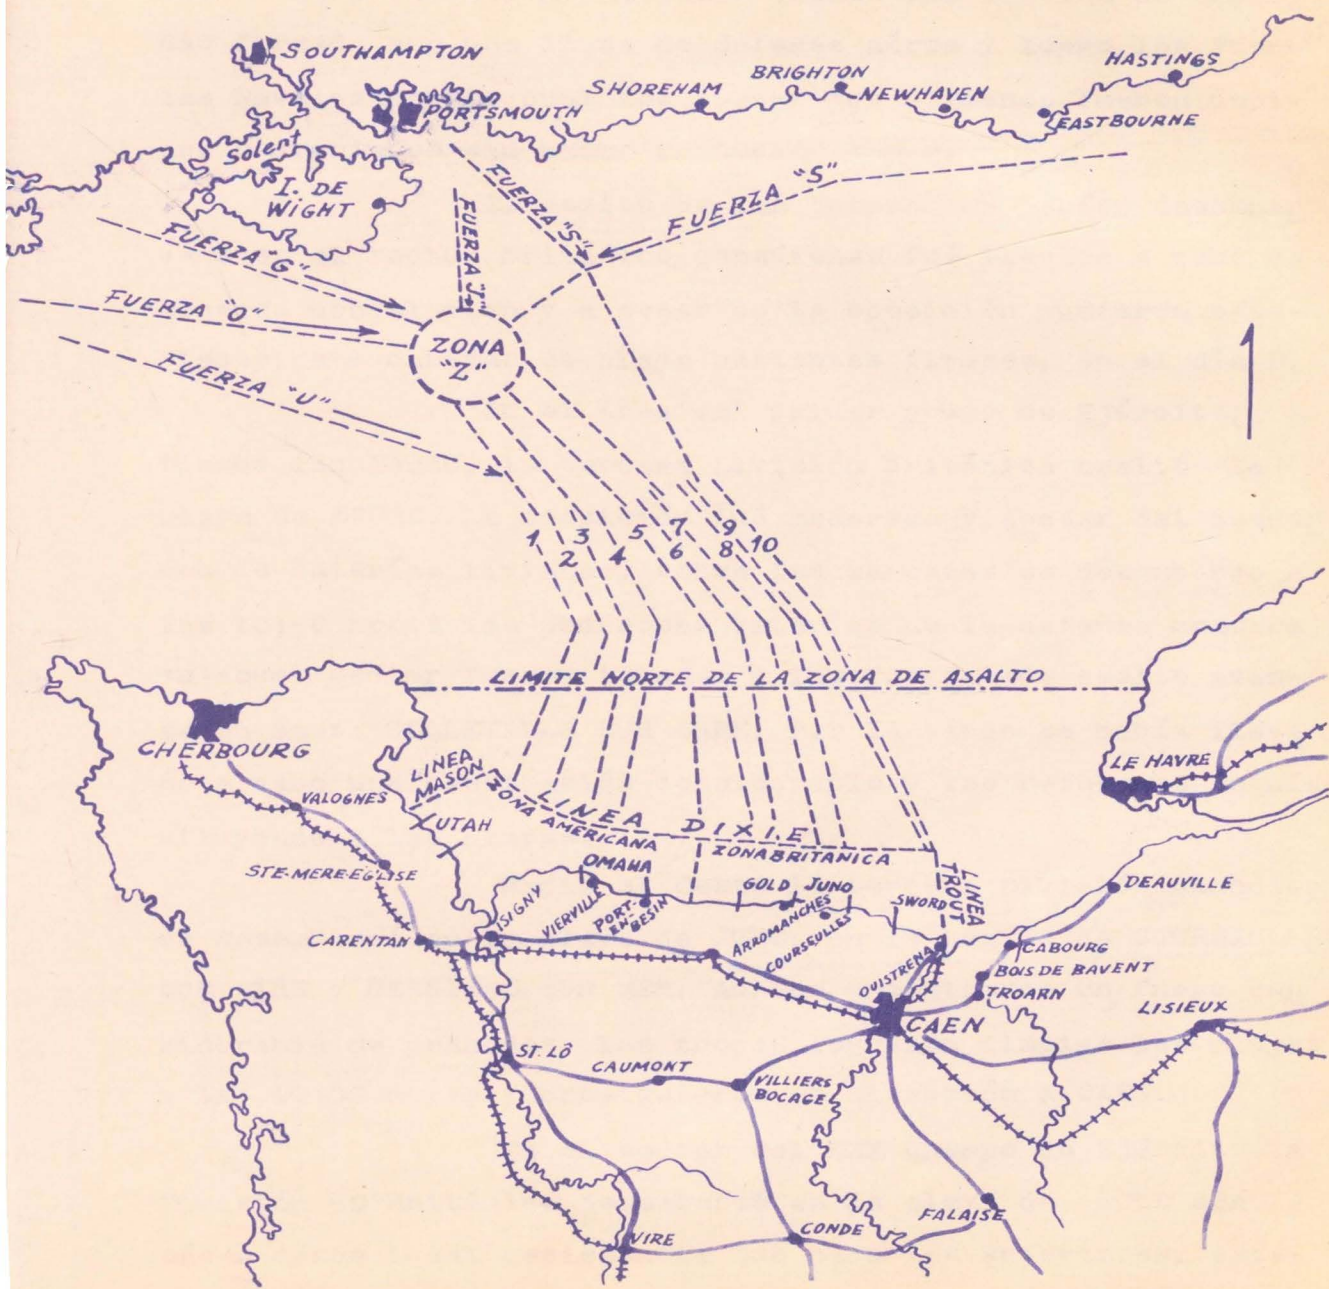 SOUTHAMPTON
PORTSMOUTH
SHOREHAM
BRIGHTON
NEWHAVEN
HASTINGS
EASTBOURNE
Solent
I. DE
WIGHT
FUERZA "S"
FUERZA "S"
FUERZA "J"
FUERZA "G"
FUERZA "O"
FUERZA "U"
ZONA
"Z"
1
2
3
4
5
6
7
8
9
10
LIMITE NORTE DE LA ZONA DE ASALTO
CHERBOURG
LINEA
MASON
LINEA DIXIE
ZONA AMERICANA
ZONA BRITANICA
LE HAVRE
VALOGNES
UTAH
STE-MERE-EGLISE
CARENTAN
ISIGNY
OMAHA
VIERVILLE
PORT-
EN-
BESIN
GOLD
JUNO
ARROMANCHES
COURSEULLES
SWORD
LINEA
TROUT
DEAUVILLE
CABOURG
OUISTRENA
BOIS DE BAVENT
TROARN
CAEN
LISIEUX
ST. LÔ
CAUMONT
VILLIERS
BOCAGE
VIRE
CONDE
FALAISE